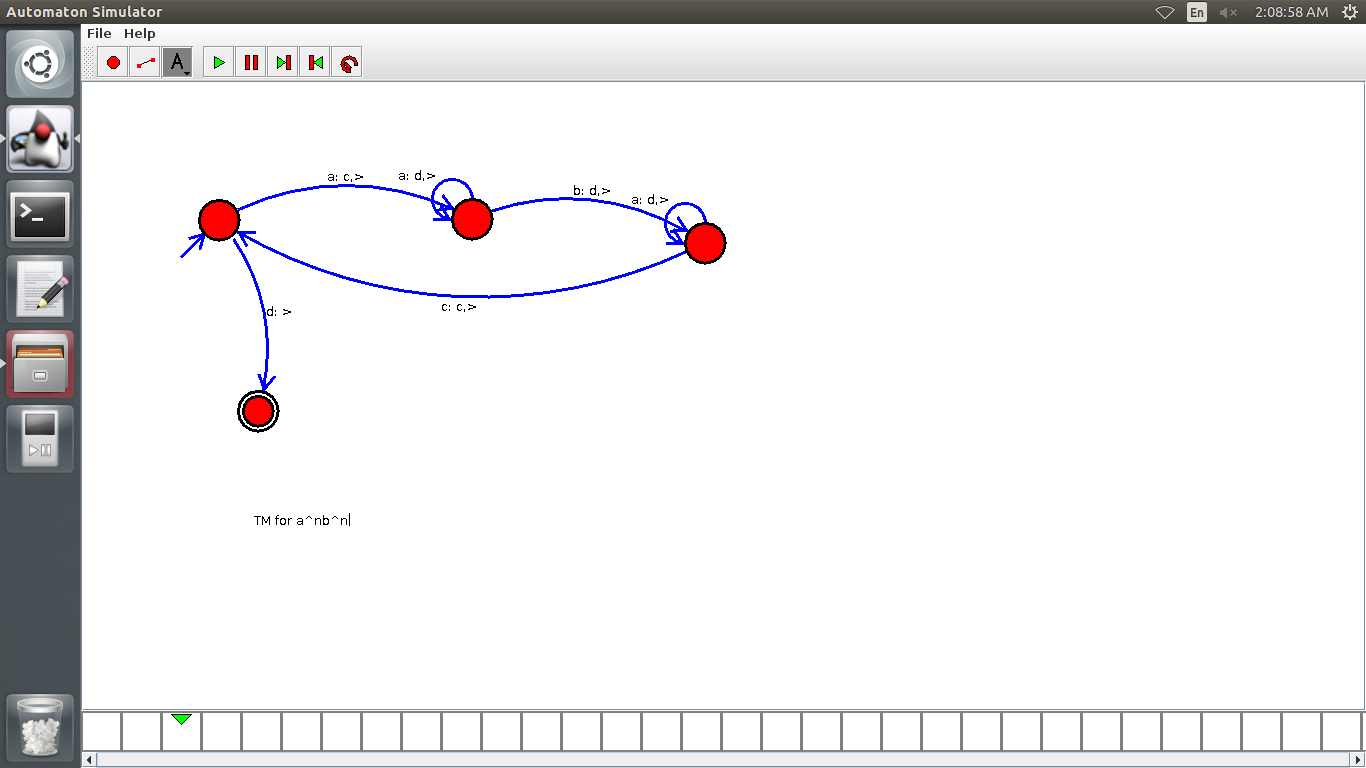 Automaton Simulator
En
2:08:58 AM
File Help
A
a: c,>
a: d,>
b: d,>
a: d,>
c: c,>
d: >
TM for a^nb^n